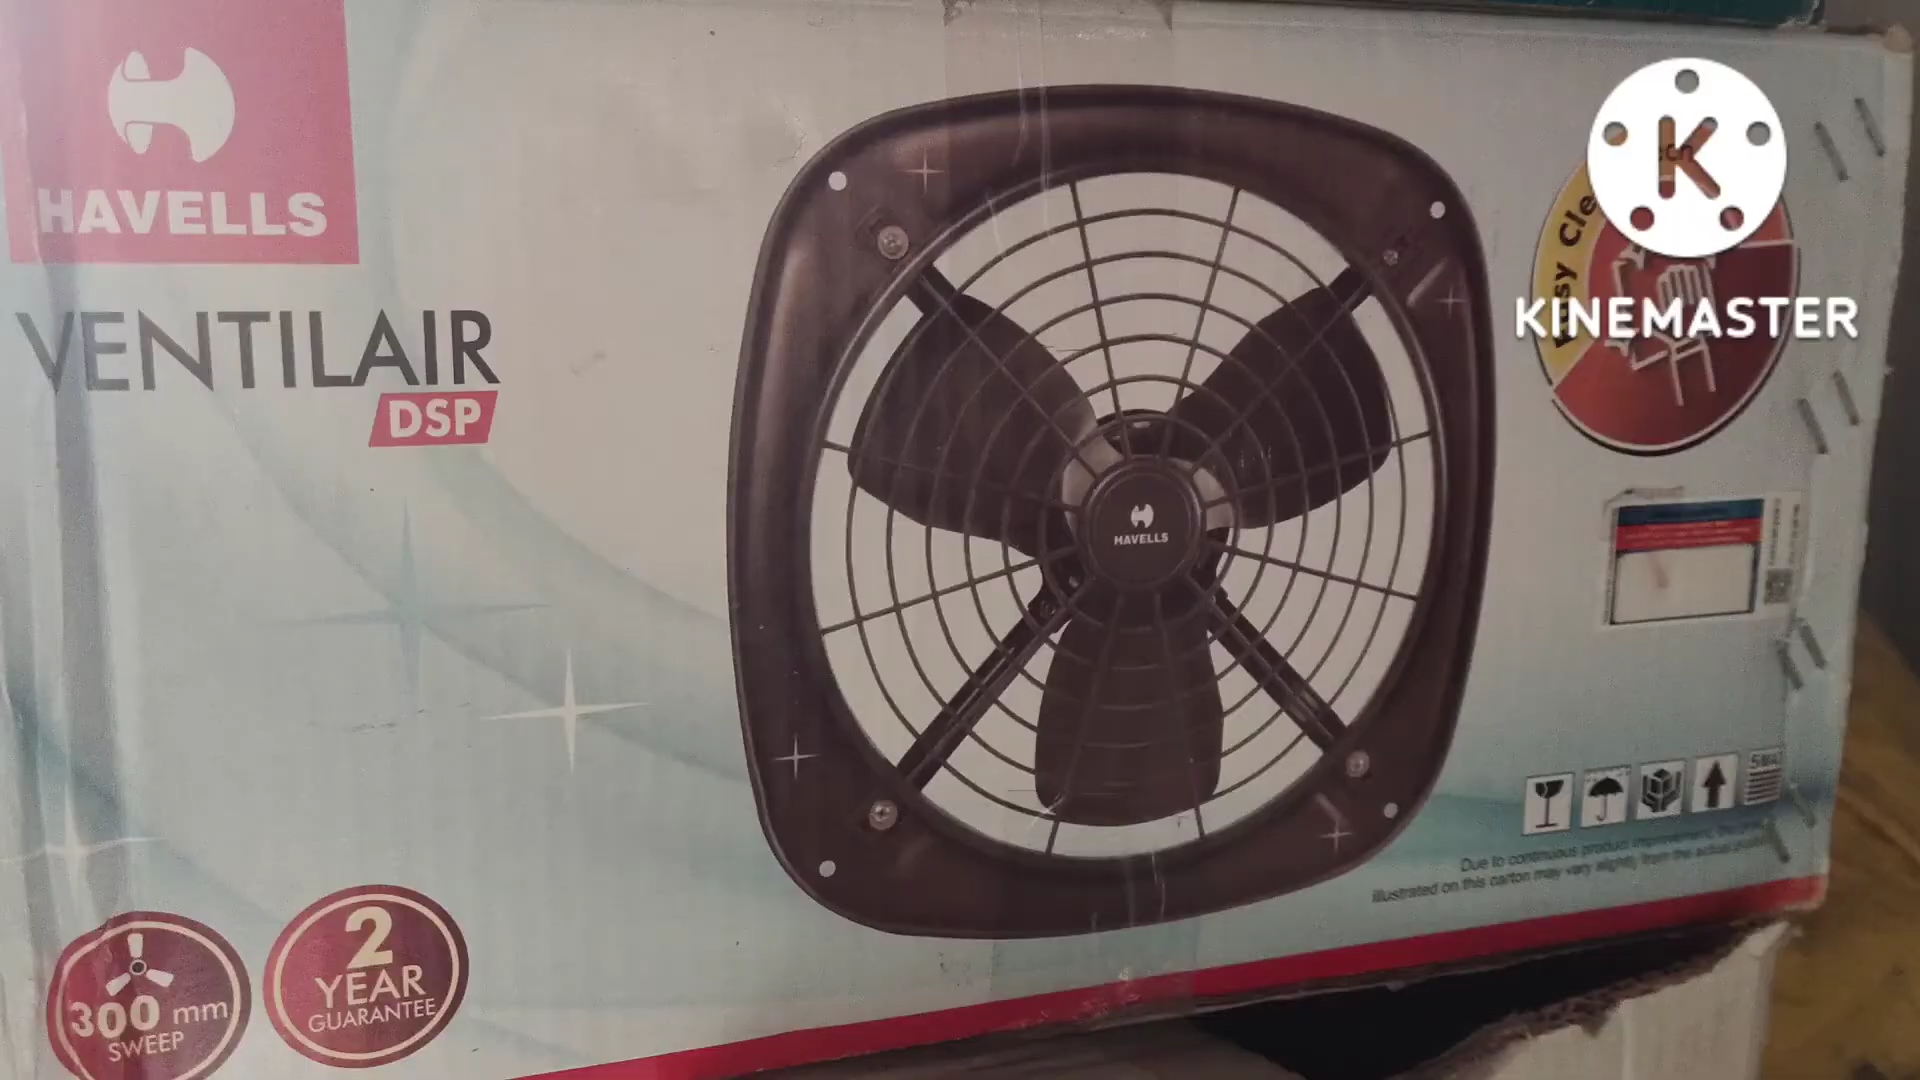 HAVELLS
VENTILAIR
DSP
HAVELLS
KINEMASTER
Due to continuous product improvement,
illustrated on this carton may vary slightly from the actual
300 mm
SWEEP
2
YEAR
GUARANTEE